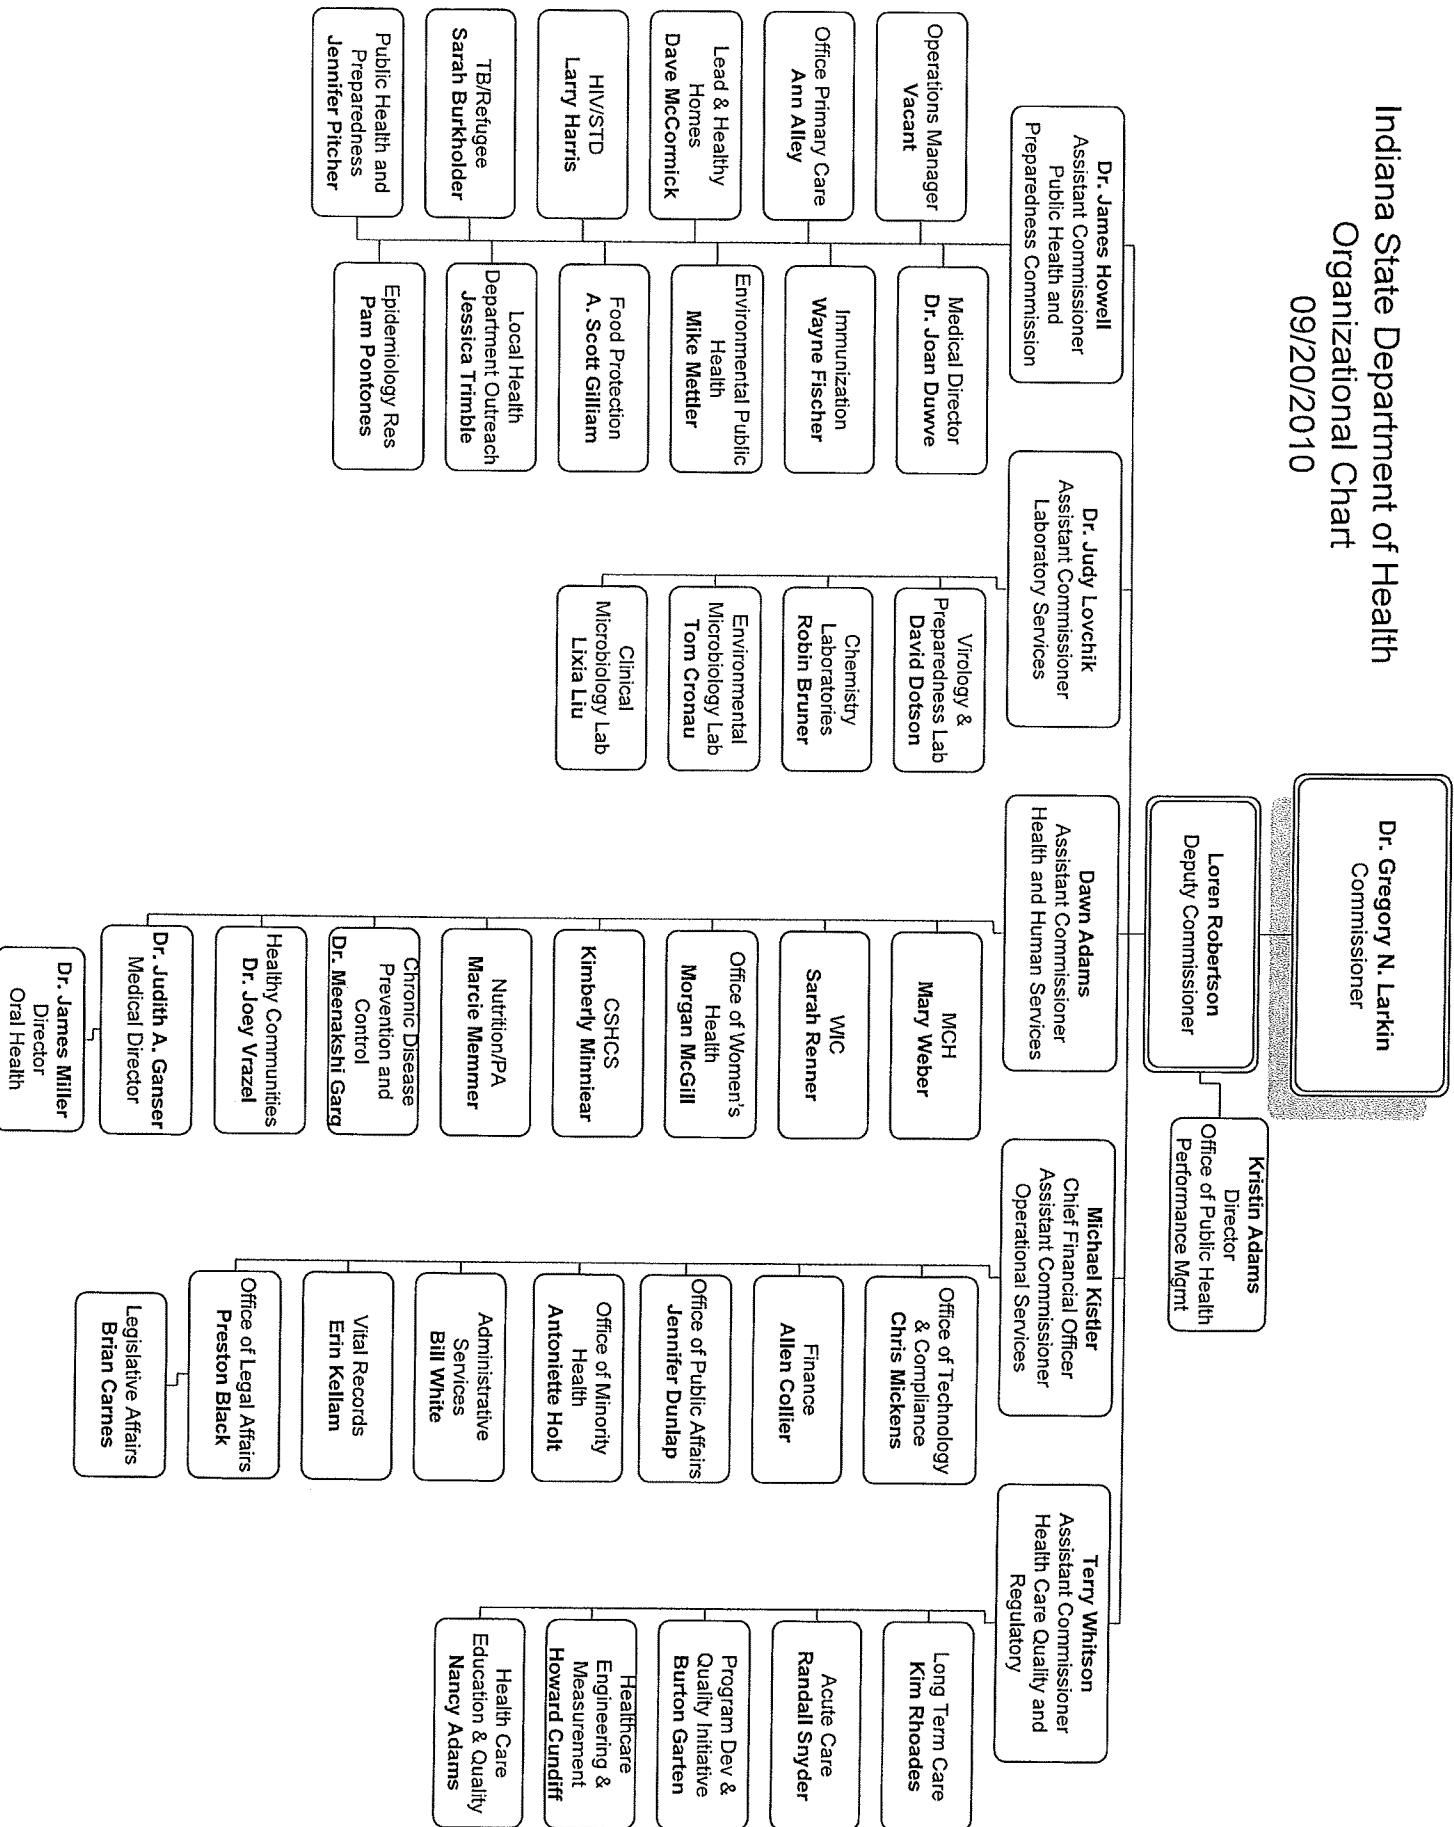 Indiana State Department of Health
Organizational Chart
09/20/2010
Dr. Gregory N. Larkin
Commissioner
Loren Robertson
Deputy Commissioner
Kristin Adams
Director
Office of Public Health
Performance Mgmt
Dr. James Howell
Assistant Commissioner
Public Health and
Preparedness Commission
Operations Manager
Vacant
Medical Director
Dr. Joan Duwve
Office Primary Care
Ann Alley
Immunization
Wayne Fischer
Lead & Healthy
Homes
Dave McCormick
Environmental Public
Health
Mike Mettler
HIV/STD
Larry Harris
Food Protection
A. Scott Gilliam
TB/Refugee
Sarah Burkholder
Local Health
Department Outreach
Jessica Trimble
Public Health and
Preparedness
Jennifer Pitcher
Epidemiology Res
Pam Pontones
Dr. Judy Lovchik
Assistant Commissioner
Laboratory Services
Virology &
Preparedness Lab
David Dotson
Chemistry
Laboratories
Robin Bruner
Environmental
Microbiology Lab
Tom Cronau
Clinical
Microbiology Lab
Lixia Liu
Dawn Adams
Assistant Commissioner
Health and Human Services
MCH
Mary Weber
WIC
Sarah Renner
Office of Women's
Health
Morgan McGill
CSHCS
Kimberly Minniear
Nutrition/PA
Marcie Memmer
Chronic Disease
Prevention and
Control
Dr. Meenakshi Garg
Healthy Communities
Dr. Joey Vrazel
Dr. Judith A. Ganser
Medical Director
Dr. James Miller
Director
Oral Health
Michael Kistler
Chief Financial Officer
Assistant Commissioner
Operational Services
Office of Technology
& Compliance
Chris Mickens
Finance
Allen Collier
Office of Public Affairs
Jennifer Dunlap
Office of Minority
Health
Antoniette Holt
Administrative
Services
Bill White
Vital Records
Erin Kellam
Office of Legal Affairs
Preston Black
Legislative Affairs
Brian Carnes
Terry Whitson
Assistant Commissioner
Health Care Quality and
Regulatory
Long Term Care
Kim Rhoades
Acute Care
Randall Snyder
Program Dev &
Quality Initiative
Burton Garten
Healthcare
Engineering &
Measurement
Howard Cundiff
Health Care
Education & Quality
Nancy Adams